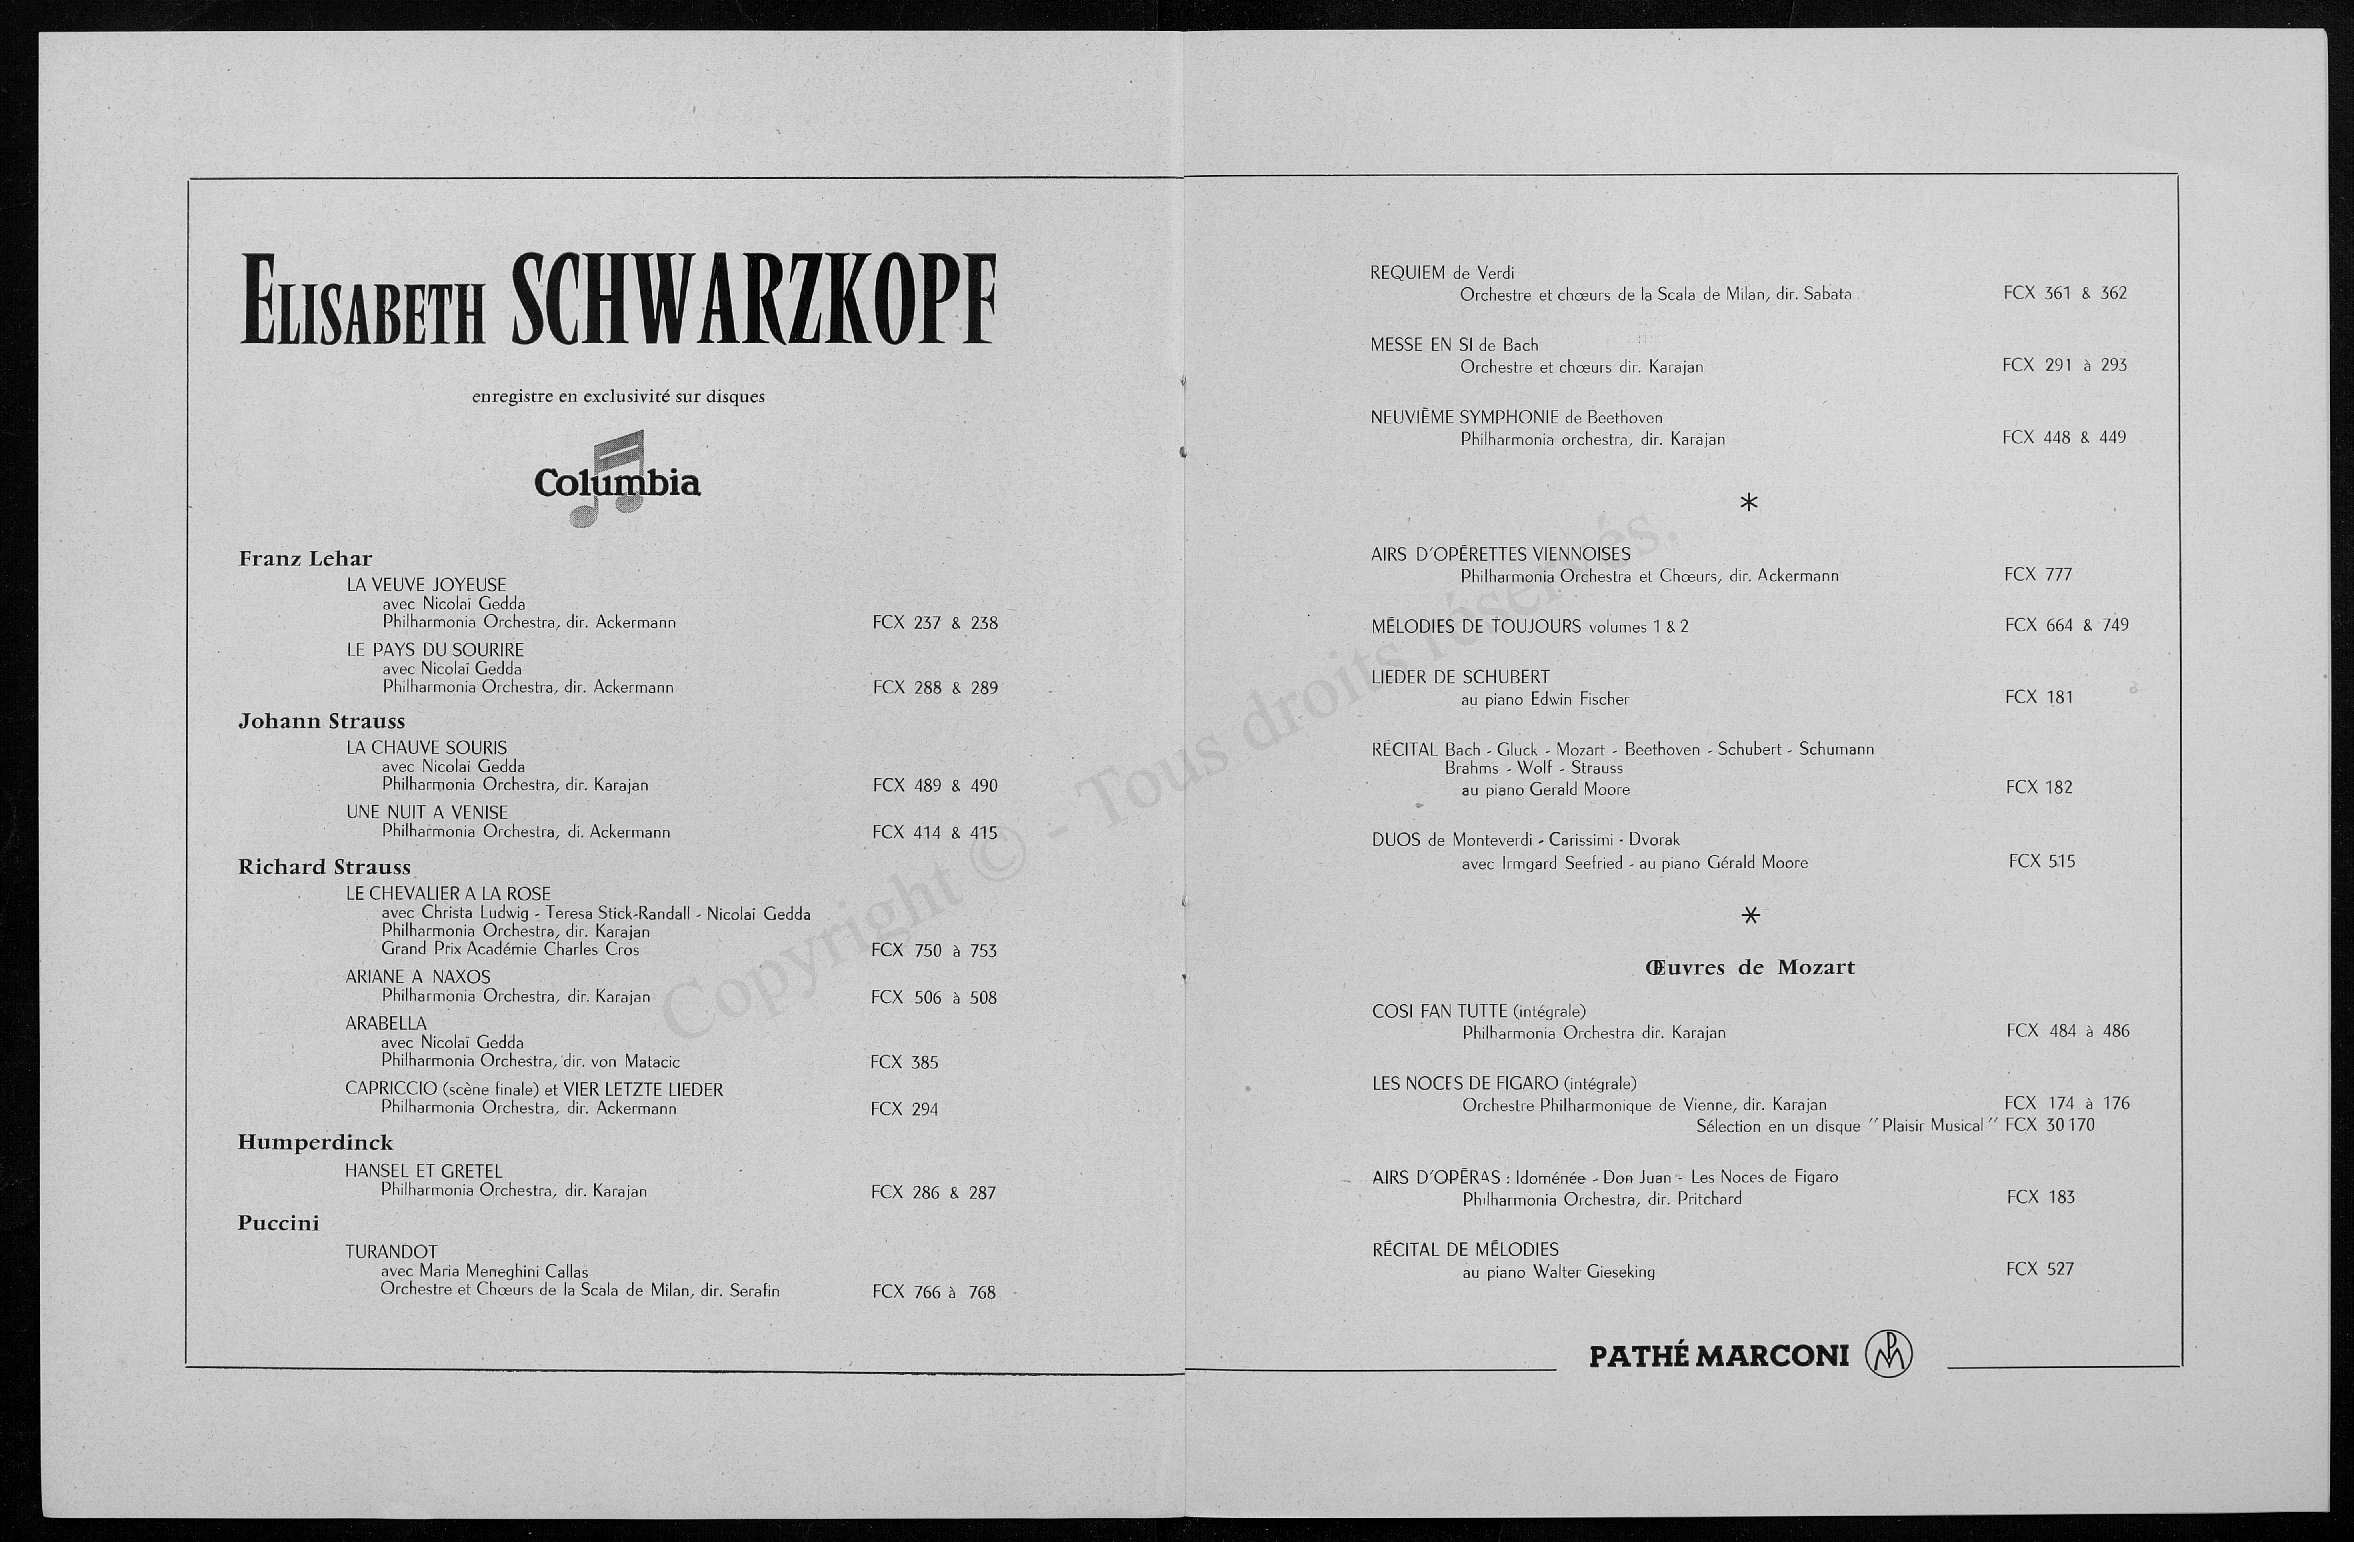 ELISABETH SCHWARZKOPF
enregistre en exclusivité sur disques
Columbia
Franz Lehar
LA VEUVE JOYEUSE
avec Nicolaï Gedda
Philharmonia Orchestra, dir. Ackermann FCX 237 & 238
LE PAYS DU SOURIRE
avec Nicolaï Gedda
Philharmonia Orchestra, dir. Ackermann FCX 288 & 289
Johann Strauss
LA CHAUVE SOURIS
avec Nicolai Gedda
Philharmonia Orchestra, dir. Karajan FCX 489 & 490
UNE NUIT A VENISE
Philharmonia Orchestra, di. Ackermann FCX 414 & 415
Richard Strauss
LE CHEVALIER A LA ROSE
avec Christa Ludwig - Teresa Stick-Randall - Nicolai Gedda
Philharmonia Orchestra, dir. Karajan
Grand Prix Académie Charles Cros FCX 750 à 753
ARIANE A NAXOS
Philharmonia Orchestra, dir. Karajan FCX 506 à 508
ARABELLA
avec Nicolaï Gedda
Philharmonia Orchestra, dir. von Matacic FCX 385
CAPRICCIO (scène finale) et VIER LETZTE LIEDER
Philharmonia Orchestra, dir. Ackermann FCX 294
Humperdinck
HANSEL ET GRETEL
Philharmonia Orchestra, dir. Karajan FCX 286 & 287
Puccini
TURANDOT
avec Maria Meneghini Callas
Orchestre et Chœurs de la Scala de Milan, dir. Serafin FCX 766 à 768
REQUIEM de Verdi
Orchestre et chœurs de la Scala de Milan, dir. Sabata FCX 361 & 362
MESSE EN SI de Bach
Orchestre et chœurs dir. Karajan FCX 291 à 293
NEUVIÈME SYMPHONIE de Beethoven
Philharmonia orchestra, dir. Karajan FCX 448 & 449
*
AIRS D'OPÉRETTES VIENNOISES
Philharmonia Orchestra et Chœurs, dir. Ackermann FCX 777
MÉLODIES DE TOUJOURS volumes 1 & 2 FCX 664 & 749
LIEDER DE SCHUBERT
au piano Edwin Fischer FCX 181
RÉCITAL Bach - Gluck - Mozart - Beethoven - Schubert - Schumann
Brahms - Wolf - Strauss
au piano Gerald Moore FCX 182
DUOS de Monteverdi - Carissimi - Dvorak
avec Irmgard Seefried - au piano Gérald Moore FCX 515
*
Œuvres de Mozart
COSI FAN TUTTE (intégrale)
Philharmonia Orchestra dir. Karajan FCX 484 à 486
LES NOCES DE FIGARO (intégrale)
Orchestre Philharmonique de Vienne, dir. Karajan FCX 174 à 176
Sélection en un disque "Plaisir Musical" FCX 30170
AIRS D'OPÉRAS : Idoménée - Don Juan - Les Noces de Figaro
Philharmonia Orchestra, dir. Pritchard FCX 183
RÉCITAL DE MÉLODIES
au piano Walter Gieseking FCX 527
PATHÉ MARCONI PM
Copyright © - Tous droits réservés.